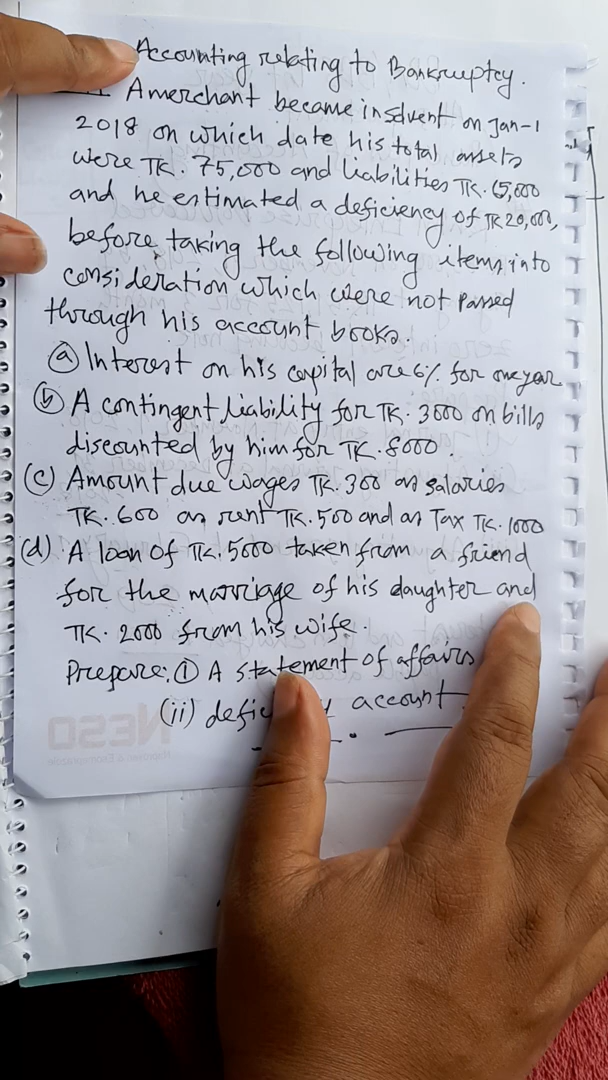 Accounting relating to Bankruptcy.
A merchant became insolvent on Jan-1
2018 on which date his total assets
were TK. 75,000 and liabilities TK. 65,000
and he estimated a deficiency of TK 20,000,
before taking the following items into
consideration which were not passed
through his account books.
(a) Interest on his capital are 6% for one year
(b) A contingent liability for TK. 3000 on bills
discounted by him for TK. 8000.
(c) Amount due wages TK. 300 as salaries
TK. 600 as rent TK. 500 and as Tax TK. 1000
(d) A loan of TK. 5000 taken from a friend
for the marriage of his daughter and
TK. 2000 from his wife.
Prepare: (i) A statement of affairs
(ii) account
NESO